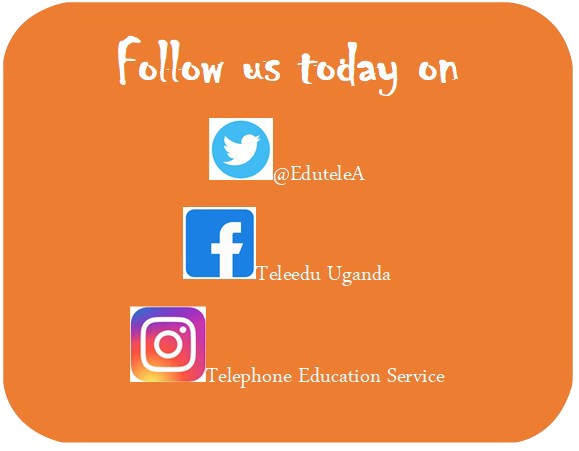 Follow us today on
@EduteleA
Teleedu Uganda
Telephone Education Service